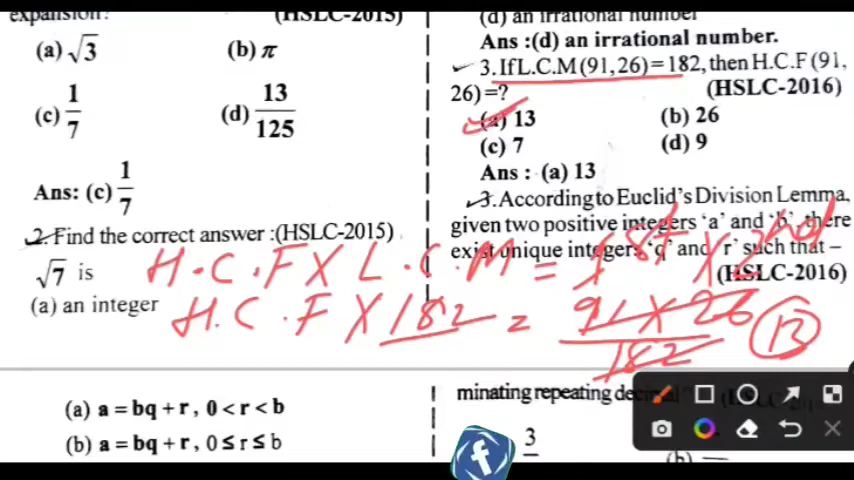 expansion? (HSLC-2015)
(a) √3 (b) π
(c) 1/7 (d) 13/125
Ans: (c) 1/7
2. Find the correct answer :(HSLC-2015)
√7 is
(a) an integer
(d) an irrational number
Ans :(d) an irrational number.
3. If L.C.M (91,26) = 182, then H.C.F (91,
26) =? (HSLC-2016)
(a) 13 (b) 26
(c) 7 (d) 9
Ans : (a) 13
3. According to Euclid's Division Lemma,
given two positive integers 'a' and 'b', there
exist unique integers 'q' and 'r' such that –
(HSLC-2016)
H.C.F X L.C.M = 1st X 2nd
H.C.F X 182 = 91 X 26 / 182 13
(a) a = bq + r , 0 < r < b
(b) a = bq + r , 0 ≤ r ≤ b
minating repeating decimal
3
(b)
f